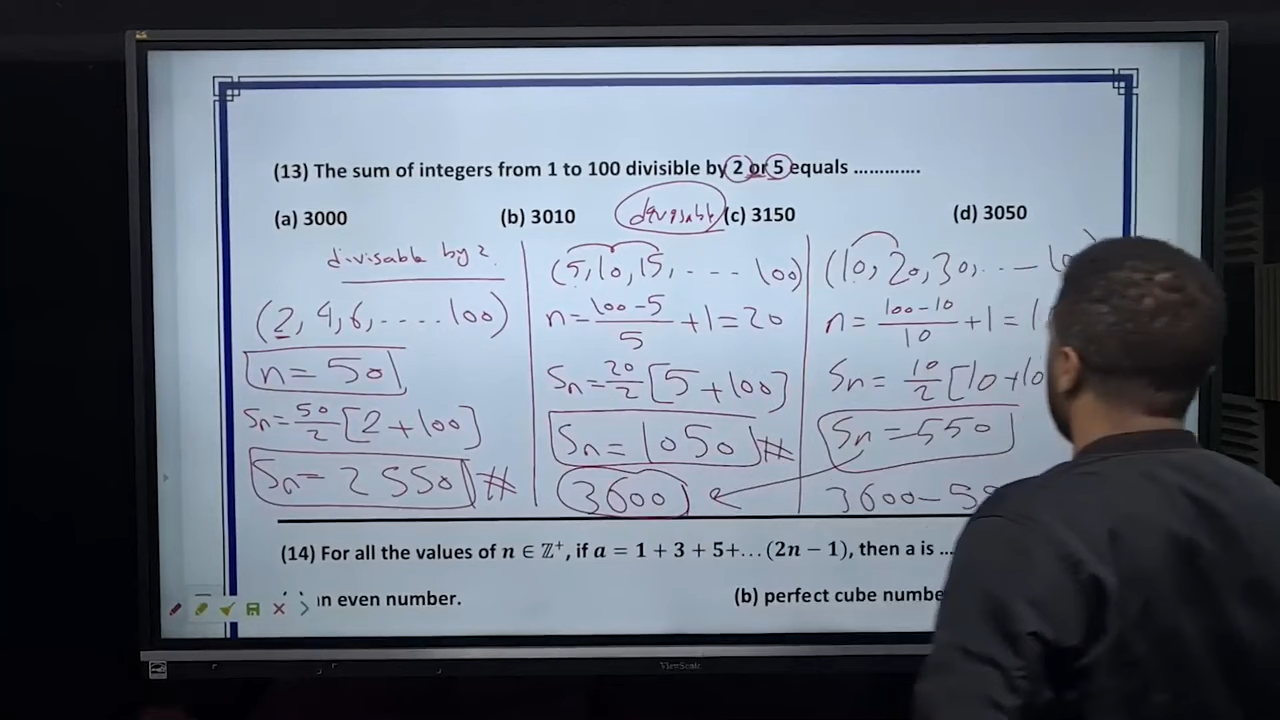 (13) The sum of integers from 1 to 100 divisible by 2 or 5 equals .............
(a) 3000 (b) 3010 (c) 3150 (d) 3050
divisable
divisable by 2.
(2, 4, 6, .... 100)
n = 50
Sn = 50/2 [2 + 100]
Sn = 2550 #
(5, 10, 15, .... 100)
n = (100 - 5)/5 + 1 = 20
Sn = 20/2 [5 + 100]
Sn = 1050 #
3600
(10, 20, 30, ...
n = (100 - 10)/10 + 1 =
Sn = 10/2 [10 + 10
Sn = 550
3600 - 5
(14) For all the values of n ∈ ℤ⁺, if a = 1 + 3 + 5+... (2n − 1), then a is ...
n even number. (b) perfect cube numbe
ViewSonic